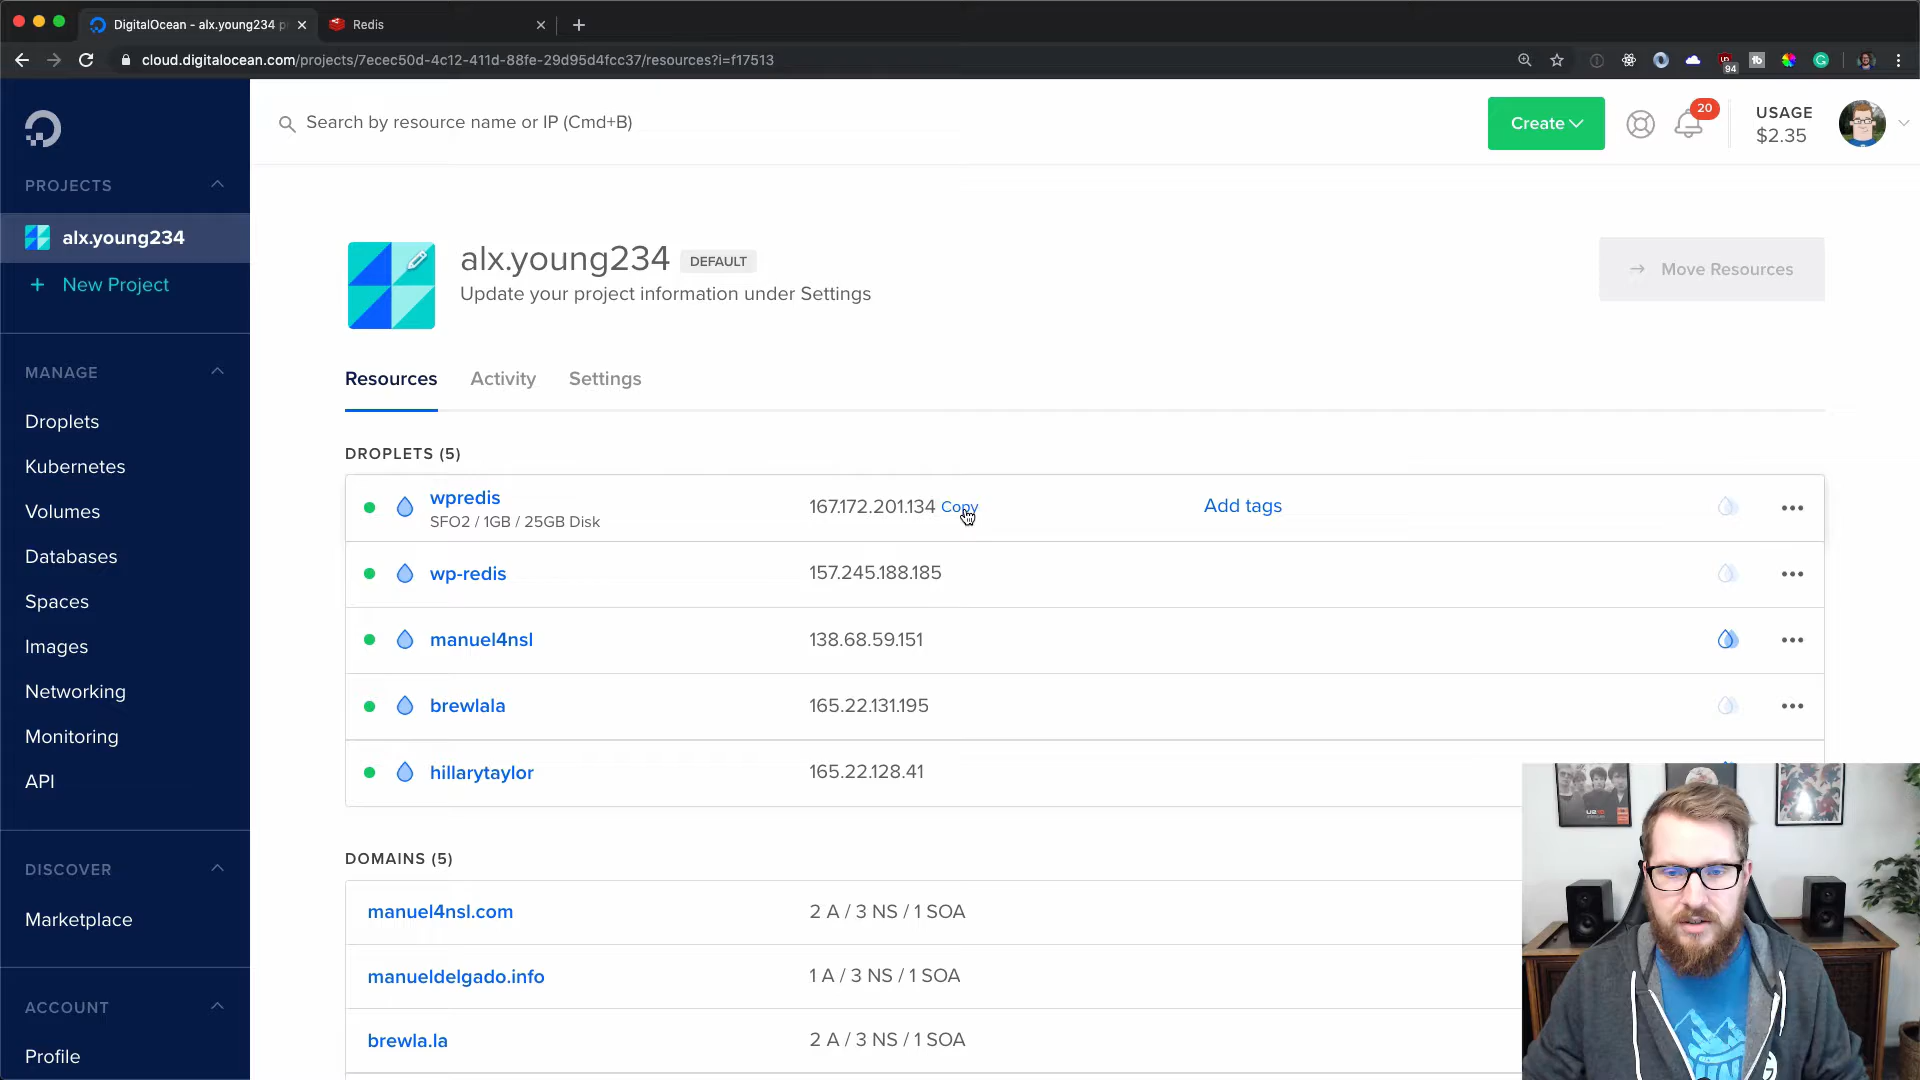 DigitalOcean - alx.young234 p
Redis
cloud.digitalocean.com/projects/7ecec50d-4c12-411d-88fe-29d95d4fcc37/resources?i=f17513
94
Search by resource name or IP (Cmd+B)
Create
20
USAGE
$2.35
PROJECTS
alx.young234
+ New Project
MANAGE
Droplets
Kubernetes
Volumes
Databases
Spaces
Images
Networking
Monitoring
API
DISCOVER
Marketplace
ACCOUNT
Profile
alx.young234 DEFAULT
Update your project information under Settings
→ Move Resources
Resources Activity Settings
DROPLETS (5)
wpredis
SFO2 / 1GB / 25GB Disk
167.172.201.134 Copy
Add tags
wp-redis 157.245.188.185
manuel4nsl 138.68.59.151
brewlala 165.22.131.195
hillarytaylor 165.22.128.41
DOMAINS (5)
manuel4nsl.com 2 A / 3 NS / 1 SOA
manueldelgado.info 1 A / 3 NS / 1 SOA
brewla.la 2 A / 3 NS / 1 SOA